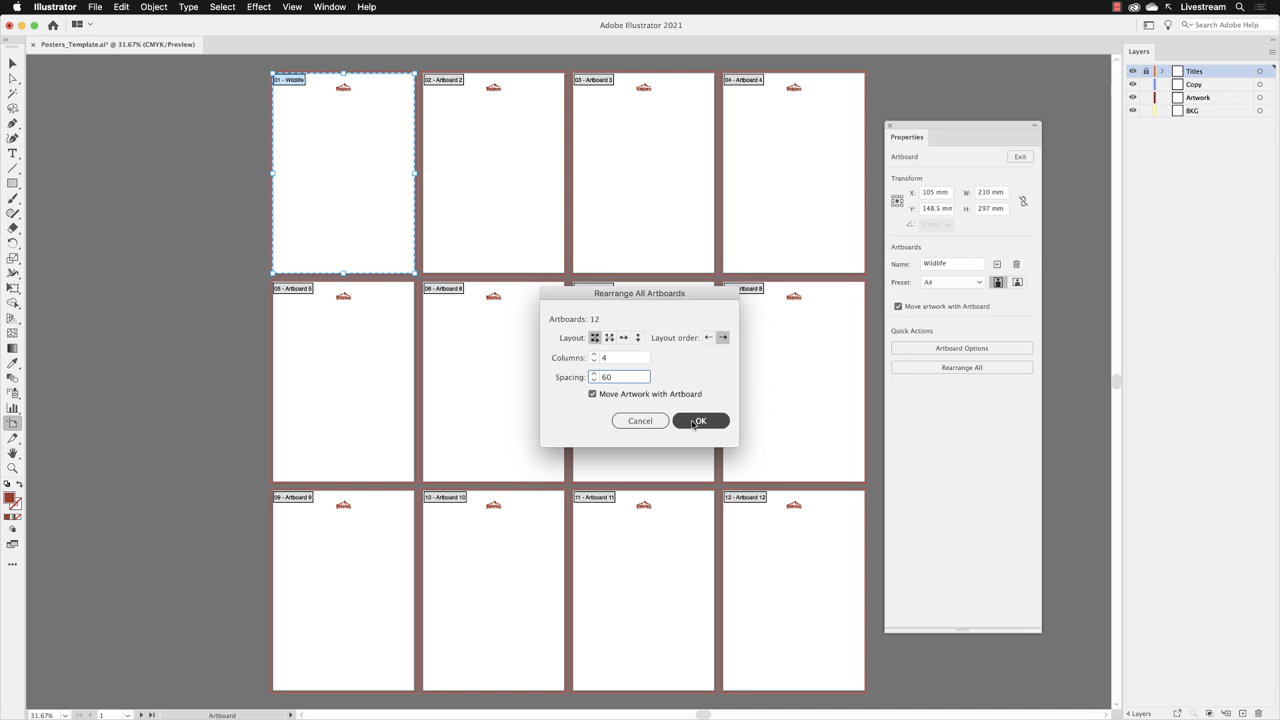 Illustrator File Edit Object Type Select Effect View Window Help Livestream
Adobe Illustrator 2021
Search Adobe Help
× Posters_Template.ai* @ 31.67% (CMYK/Preview)
Layers
Titles
Copy
Artwork
BKG
01 - Wildlife
02 - Artboard 2
03 - Artboard 3
04 - Artboard 4
Properties
Artboard Exit
Transform
X: 105 mm W: 210 mm
Y: 148.5 mm H: 297 mm
Artboards
Name: Wildlife
Preset: A4
Move artwork with Artboard
Quick Actions
Artboard Options
Rearrange All
05 - Artboard 5
06 - Artboard 6
board 8
Rearrange All Artboards
Artboards: 12
Layout: Layout order:
Columns: 4
Spacing: 60
Move Artwork with Artboard
Cancel OK
09 - Artboard 9
10 - Artboard 10
11 - Artboard 11
12 - Artboard 12
31.67% 1 Artboard
4 Layers